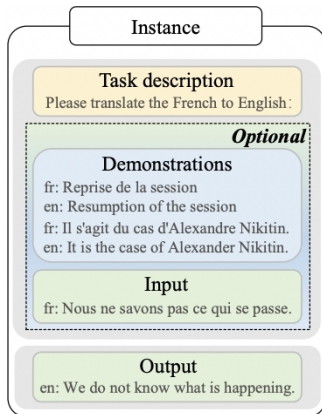 Instance
Task description
Please translate the French to English:
Optional
Demonstrations
fr: Reprise de la session
en: Resumption of the session
fr: Il s'agit du cas d'Alexandre Nikitin.
en: It is the case of Alexander Nikitin.
Input
fr: Nous ne savons pas ce qui se passe.
Output
en: We do not know what is happening.